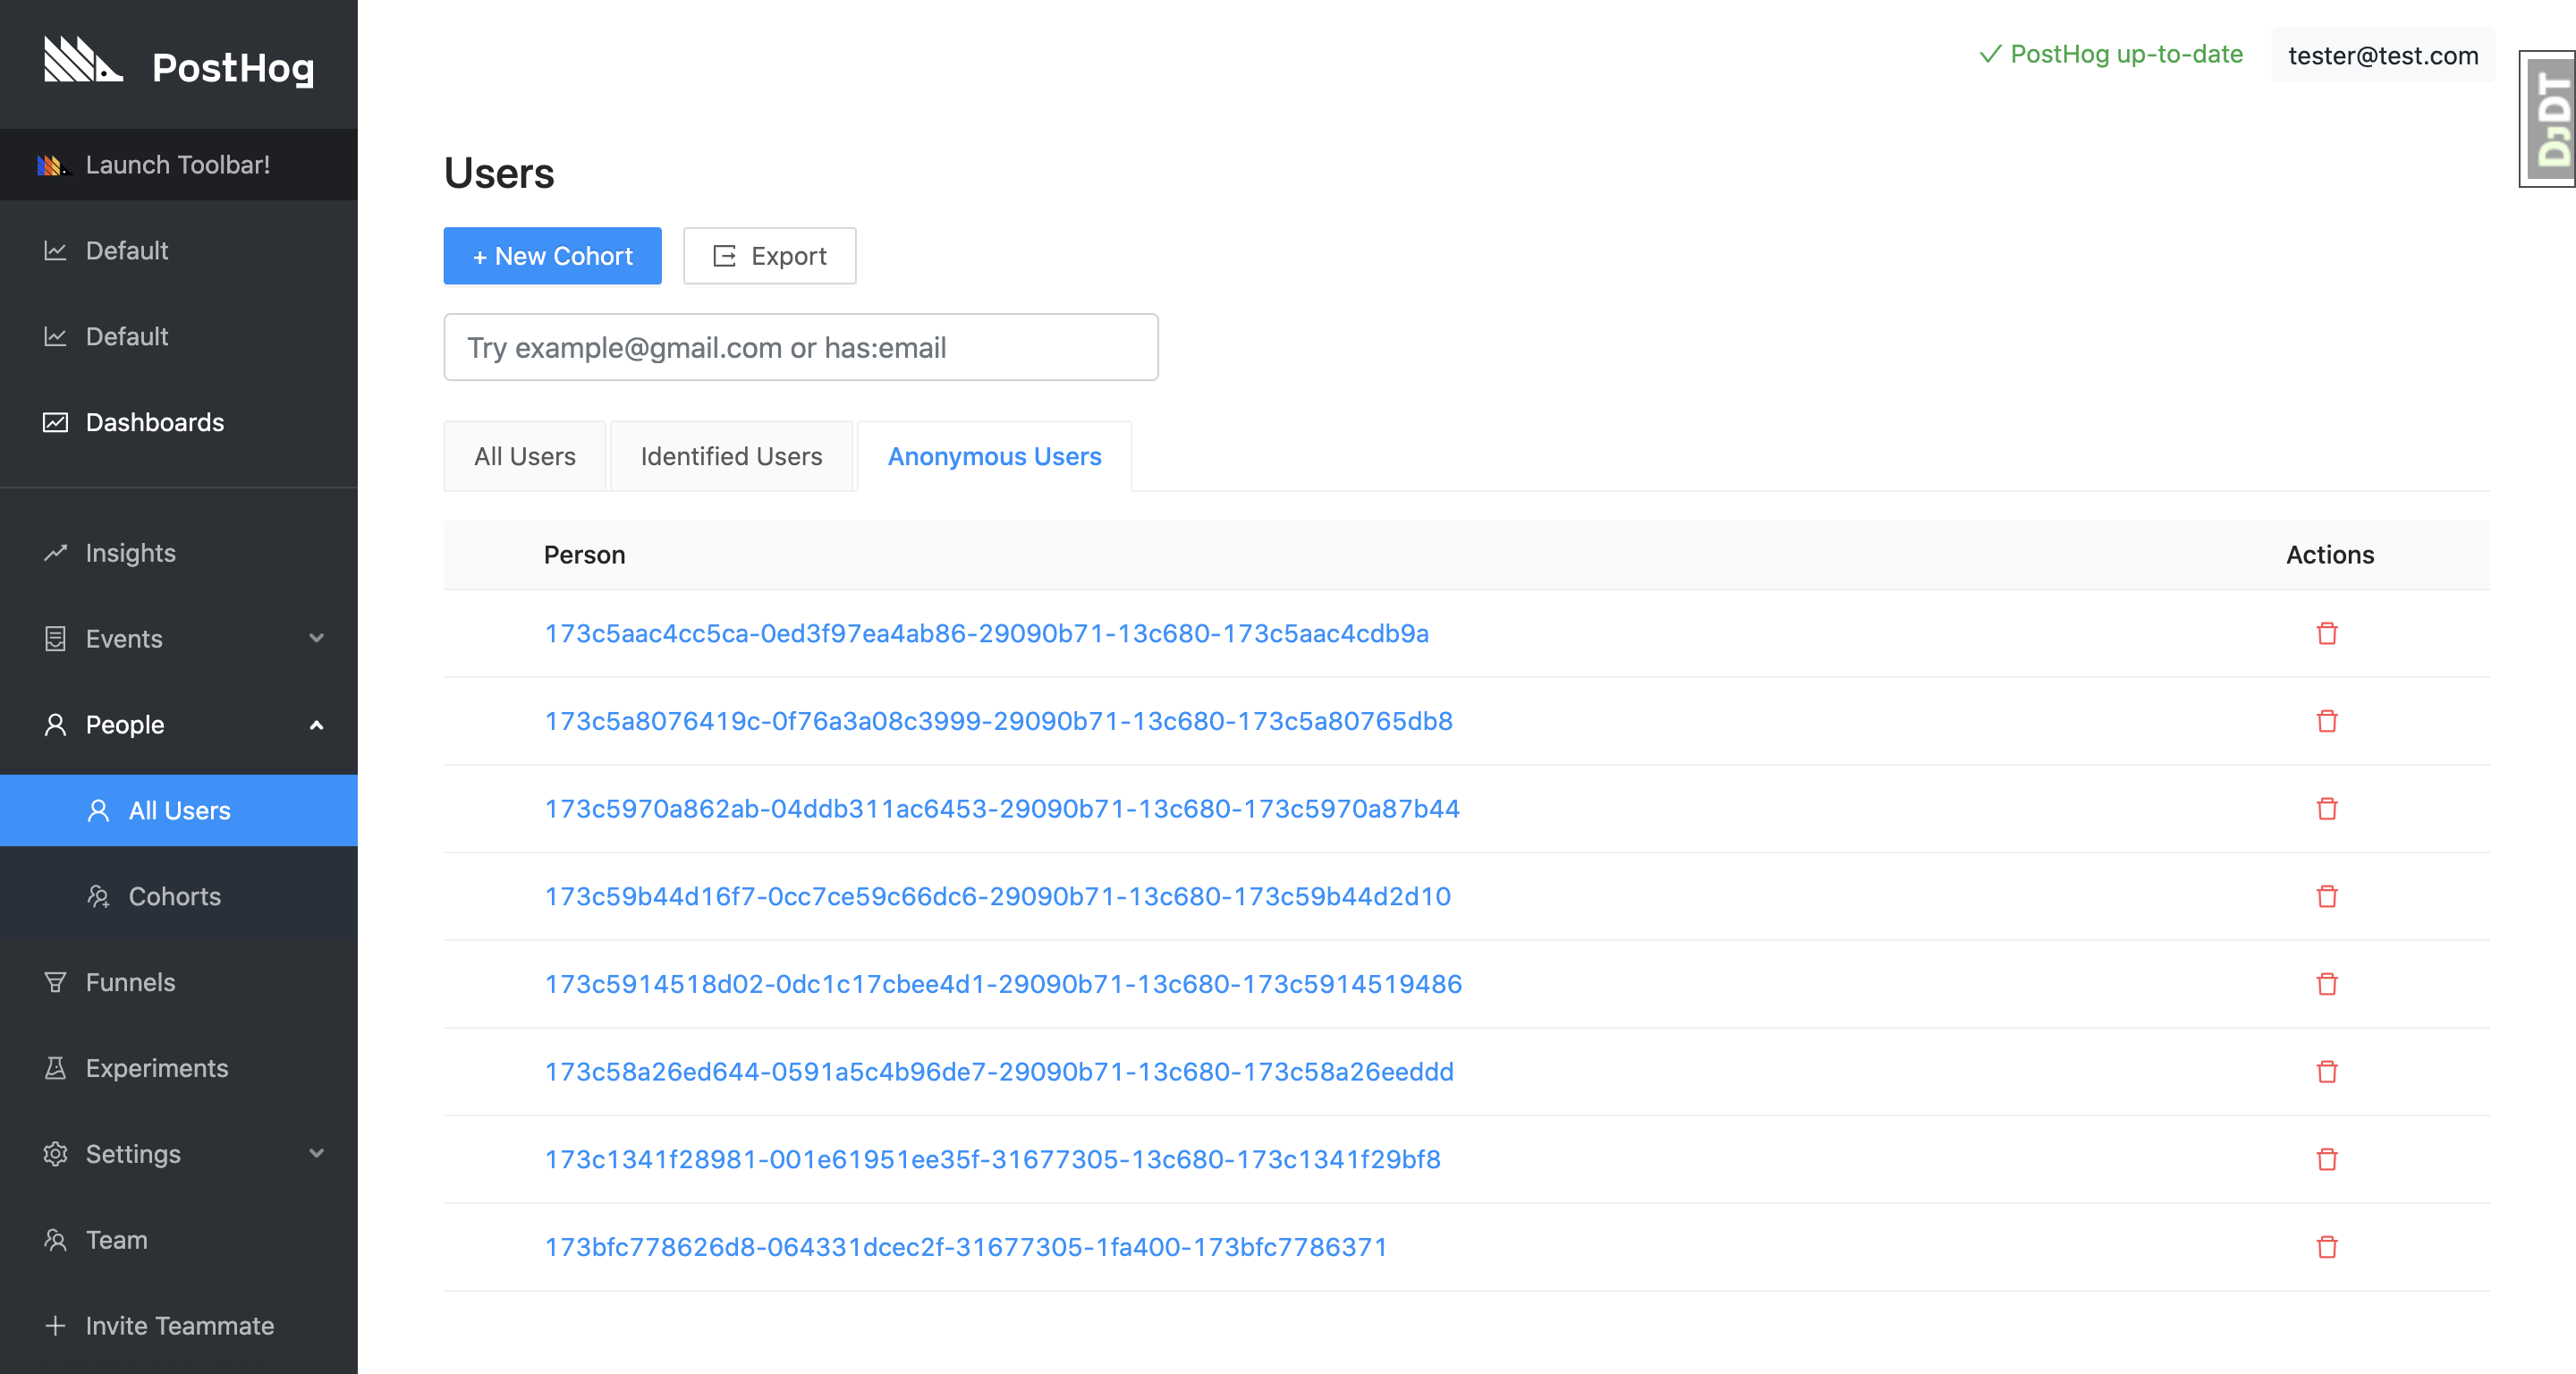 PostHog
Launch Toolbar!
Default
Default
Dashboards
Insights
Events
People
All Users
Cohorts
Funnels
Experiments
Settings
Team
Invite Teammate
✓ PostHog up-to-date
tester@test.com
DjDT
Users
+ New Cohort
Export
Try example@gmail.com or has:email
All Users
Identified Users
Anonymous Users
Person Actions
173c5aac4cc5ca-0ed3f97ea4ab86-29090b71-13c680-173c5aac4cdb9a
173c5a8076419c-0f76a3a08c3999-29090b71-13c680-173c5a80765db8
173c5970a862ab-04ddb311ac6453-29090b71-13c680-173c5970a87b44
173c59b44d16f7-0cc7ce59c66dc6-29090b71-13c680-173c59b44d2d10
173c5914518d02-0dc1c17cbee4d1-29090b71-13c680-173c5914519486
173c58a26ed644-0591a5c4b96de7-29090b71-13c680-173c58a26eeddd
173c1341f28981-001e61951ee35f-31677305-13c680-173c1341f29bf8
173bfc778626d8-064331dcec2f-31677305-1fa400-173bfc7786371